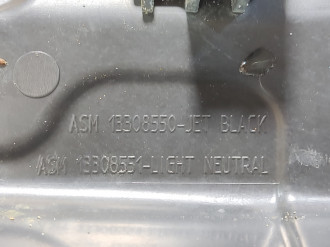 ASM 13308550-JET BLACK
ASM 13308551-LIGHT NEUTRAL